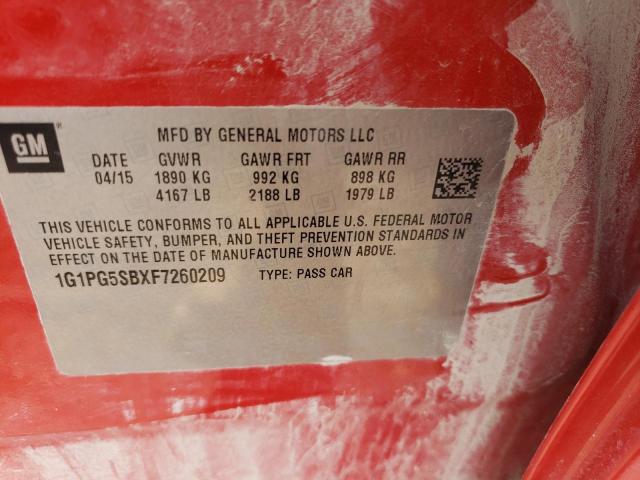 GM ®
MFD BY GENERAL MOTORS LLC
DATE GVWR GAWR FRT GAWR RR
04/15 1890 KG 992 KG 898 KG
4167 LB 2188 LB 1979 LB
THIS VEHICLE CONFORMS TO ALL APPLICABLE U.S. FEDERAL MOTOR
VEHICLE SAFETY, BUMPER, AND THEFT PREVENTION STANDARDS IN
EFFECT ON THE DATE OF MANUFACTURE SHOWN ABOVE.
1G1PG5SBXF7260209 TYPE: PASS CAR